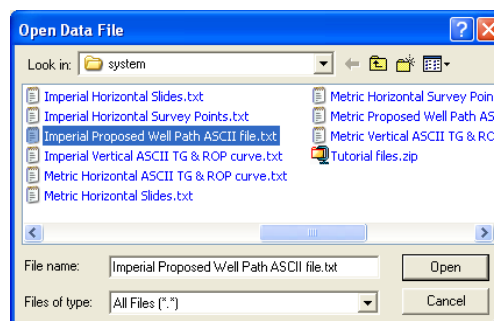 Open Data File
Look in: system
Imperial Horizontal Slides.txt
Imperial Horizontal Survey Points.txt
Imperial Proposed Well Path ASCII file.txt
Imperial Vertical ASCII TG & ROP curve.txt
Metric Horizontal ASCII TG & ROP curve.txt
Metric Horizontal Slides.txt
Metric Horizontal Survey Poin
Metric Proposed Well Path AS
Metric Vertical ASCII TG & RO
Tutorial files.zip
File name: Imperial Proposed Well Path ASCII file.txt
Open
Files of type: All Files (*.*)
Cancel